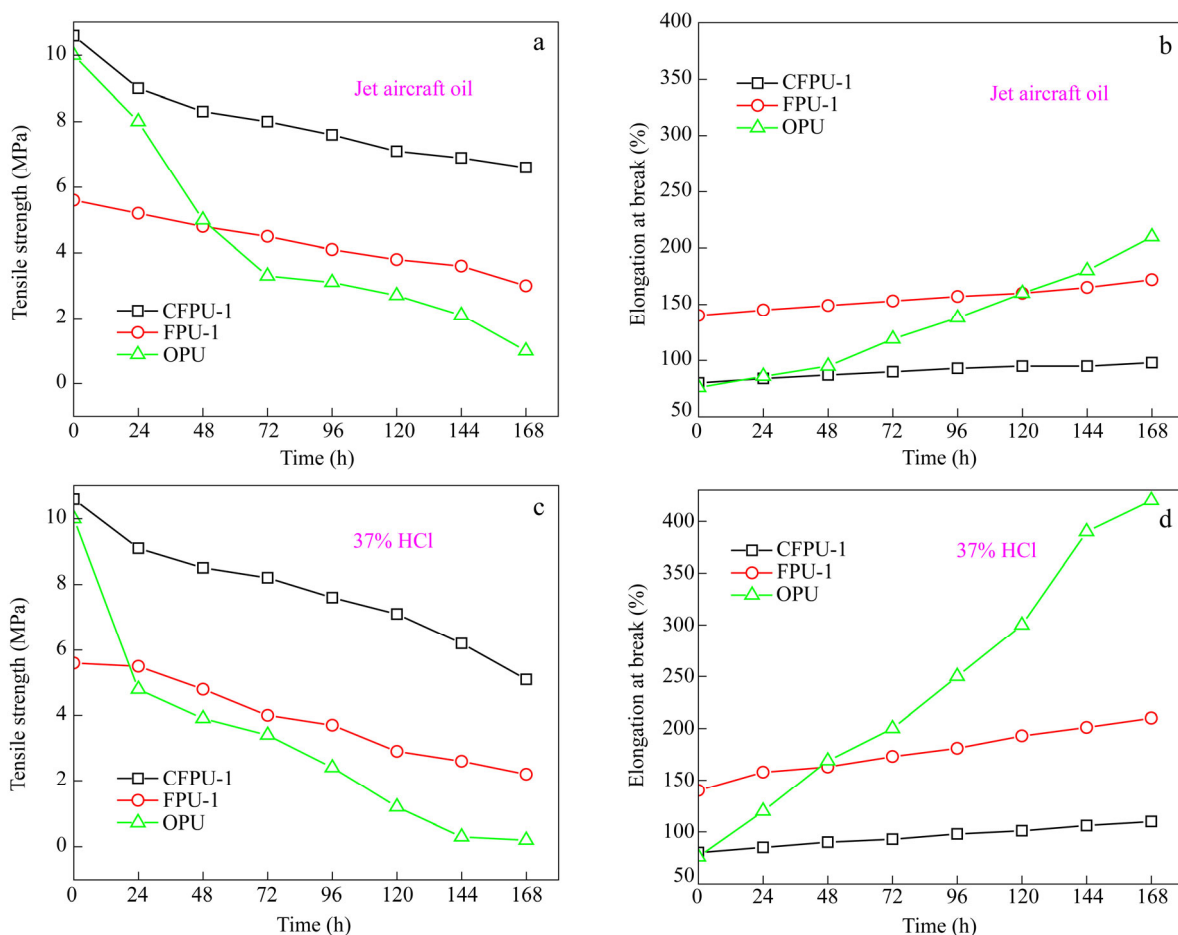 a
Jet aircraft oil
CFPU-1
FPU-1
OPU
Tensile strength (MPa)
10
8
6
4
2
0
0 24 48 72 96 120 144 168
Time (h)
b
Jet aircraft oil
CFPU-1
FPU-1
OPU
Elongation at break (%)
400
350
300
250
200
150
100
50
0 24 48 72 96 120 144 168
Time (h)
c
37% HCl
CFPU-1
FPU-1
OPU
Tensile strength (MPa)
10
8
6
4
2
0
0 24 48 72 96 120 144 168
Time (h)
d
37% HCl
CFPU-1
FPU-1
OPU
Elongation at break (%)
400
350
300
250
200
150
100
50
0 24 48 72 96 120 144 168
Time (h)